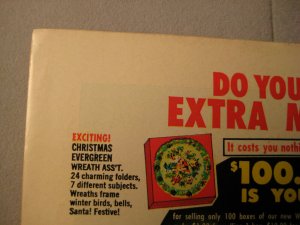 DO YOU
EXTRA M
EXCITING!
CHRISTMAS
EVERGREEN
WREATH ASS'T.
24 charming folders,
7 different subjects.
Wreaths frame
winter birds, bells,
Santa! Festive!
It costs you noth
$100.
IS YO
for selling only 100 boxes of our new